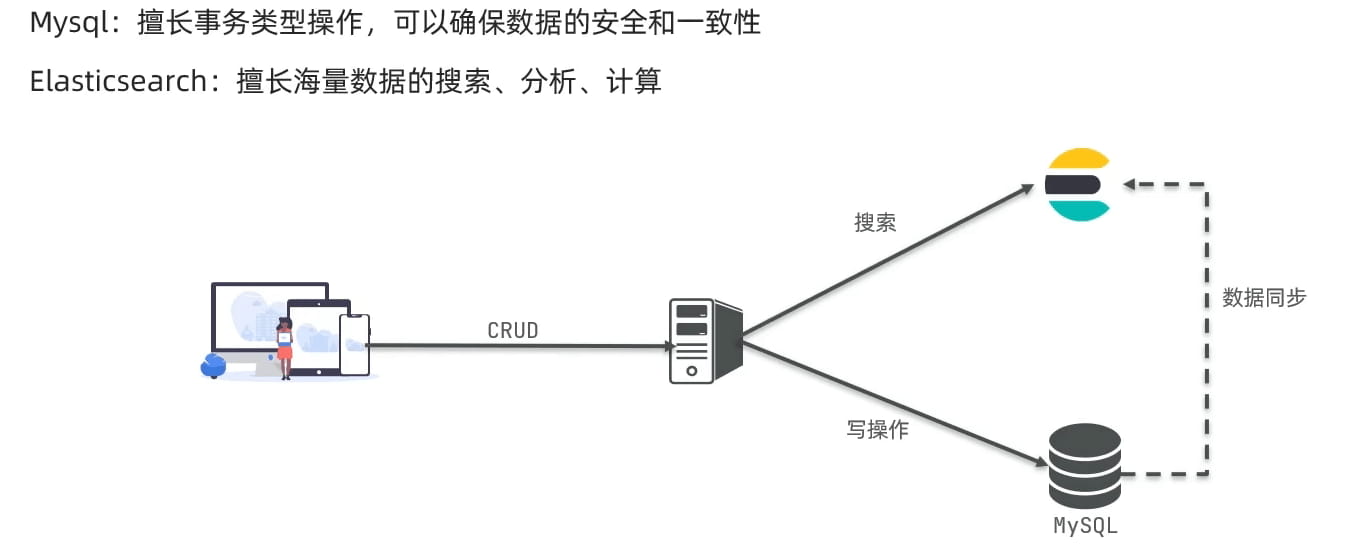 Mysql：擅长事务类型操作，可以确保数据的安全和一致性
Elasticsearch：擅长海量数据的搜索、分析、计算
搜索
数据同步
CRUD
写操作
MySQL